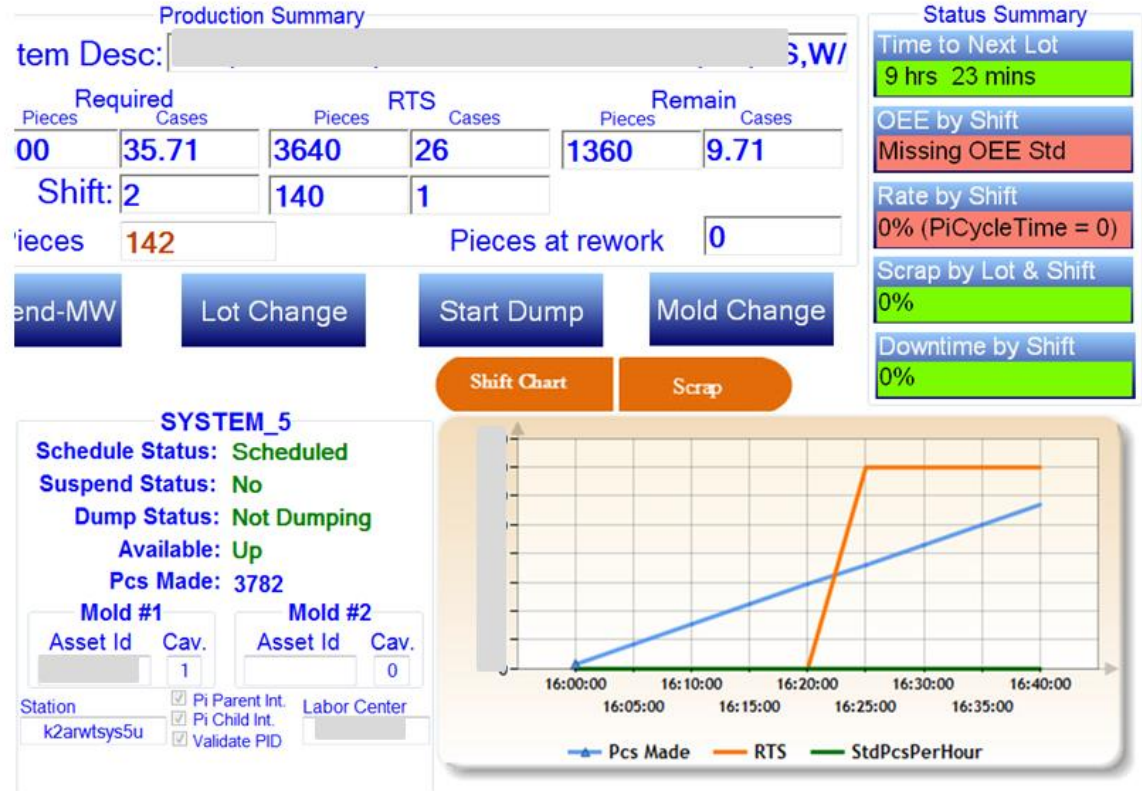 Production Summary
tem Desc: S,W/
Required RTS Remain
Pieces Cases Pieces Cases Pieces Cases
00 35.71 3640 26 1360 9.71
Shift: 2 140 1
ieces 142 Pieces at rework 0
end-MW Lot Change Start Dump Mold Change
Shift Chart Scrap
Status Summary
Time to Next Lot
9 hrs 23 mins
OEE by Shift
Missing OEE Std
Rate by Shift
0% (PiCycleTime = 0)
Scrap by Lot & Shift
0%
Downtime by Shift
0%
SYSTEM_5
Schedule Status: Scheduled
Suspend Status: No
Dump Status: Not Dumping
Available: Up
Pcs Made: 3782
Mold #1 Mold #2
Asset Id Cav. Asset Id Cav.
1 0
Station
k2arwtsys5u
Pi Parent Int.
Pi Child Int.
Validate PID
Labor Center
16:00:00 16:10:00 16:20:00 16:30:00 16:40:00
16:05:00 16:15:00 16:25:00 16:35:00
Pcs Made RTS StdPcsPerHour